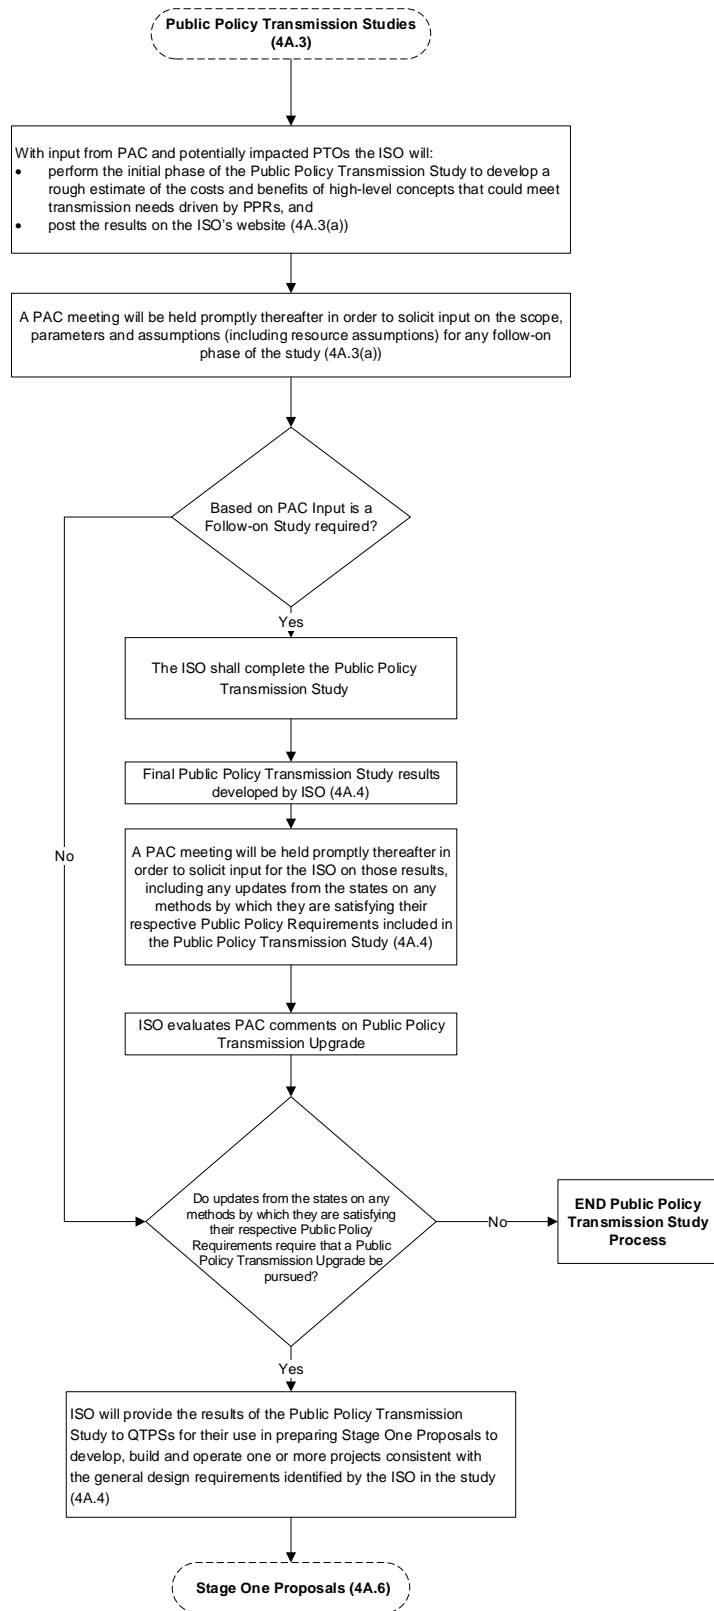 Public Policy Transmission Studies
(4A.3)
With input from PAC and potentially impacted PTOs the ISO will:
• perform the initial phase of the Public Policy Transmission Study to develop a
rough estimate of the costs and benefits of high-level concepts that could meet
transmission needs driven by PPRs, and
• post the results on the ISO's website (4A.3(a))
A PAC meeting will be held promptly thereafter in order to solicit input on the scope,
parameters and assumptions (including resource assumptions) for any follow-on
phase of the study (4A.3(a))
Based on PAC Input is a
Follow-on Study required?
Yes
The ISO shall complete the Public Policy
Transmission Study
Final Public Policy Transmission Study results
developed by ISO (4A.4)
No
A PAC meeting will be held promptly thereafter in
order to solicit input for the ISO on those results,
including any updates from the states on any
methods by which they are satisfying their
respective Public Policy Requirements included in
the Public Policy Transmission Study (4A.4)
ISO evaluates PAC comments on Public Policy
Transmission Upgrade
Do updates from the states on any
methods by which they are satisfying
their respective Public Policy
Requirements require that a Public
Policy Transmission Upgrade be
pursued?
No
END Public Policy
Transmission Study
Process
Yes
ISO will provide the results of the Public Policy Transmission
Study to QTPSs for their use in preparing Stage One Proposals to
develop, build and operate one or more projects consistent with
the general design requirements identified by the ISO in the study
(4A.4)
Stage One Proposals (4A.6)